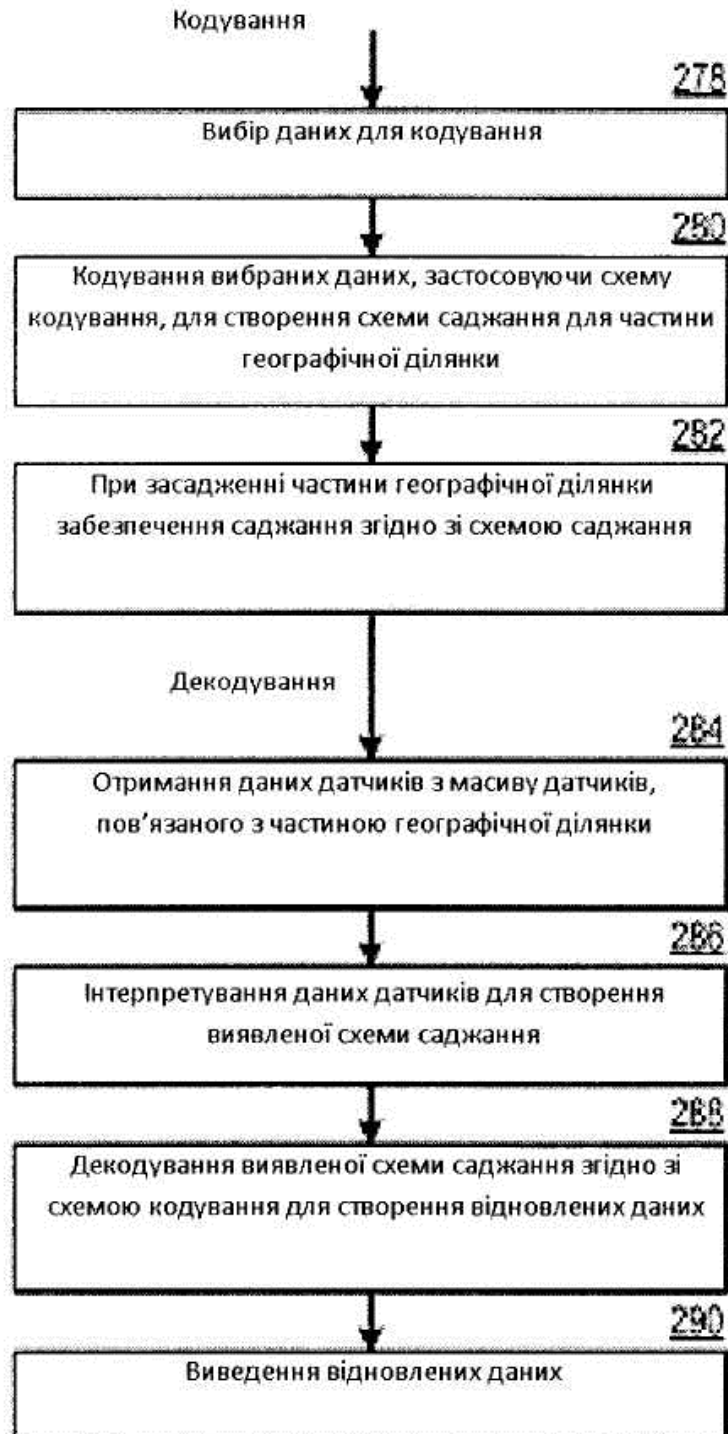 Кодування
278
Вибір даних для кодування
280
Кодування вибраних даних, застосовуючи схему
кодування, для створення схеми саджання для частини
географічної ділянки
282
При засадженні частини географічної ділянки
забезпечення саджання згідно зі схемою саджання
Декодування
284
Отримання даних датчиків з масиву датчиків,
пов’язаного з частиною географічної ділянки
286
Інтерпретування даних датчиків для створення
виявленої схеми саджання
288
Декодування виявленої схеми саджання згідно зі
схемою кодування для створення відновлених даних
290
Виведення відновлених даних